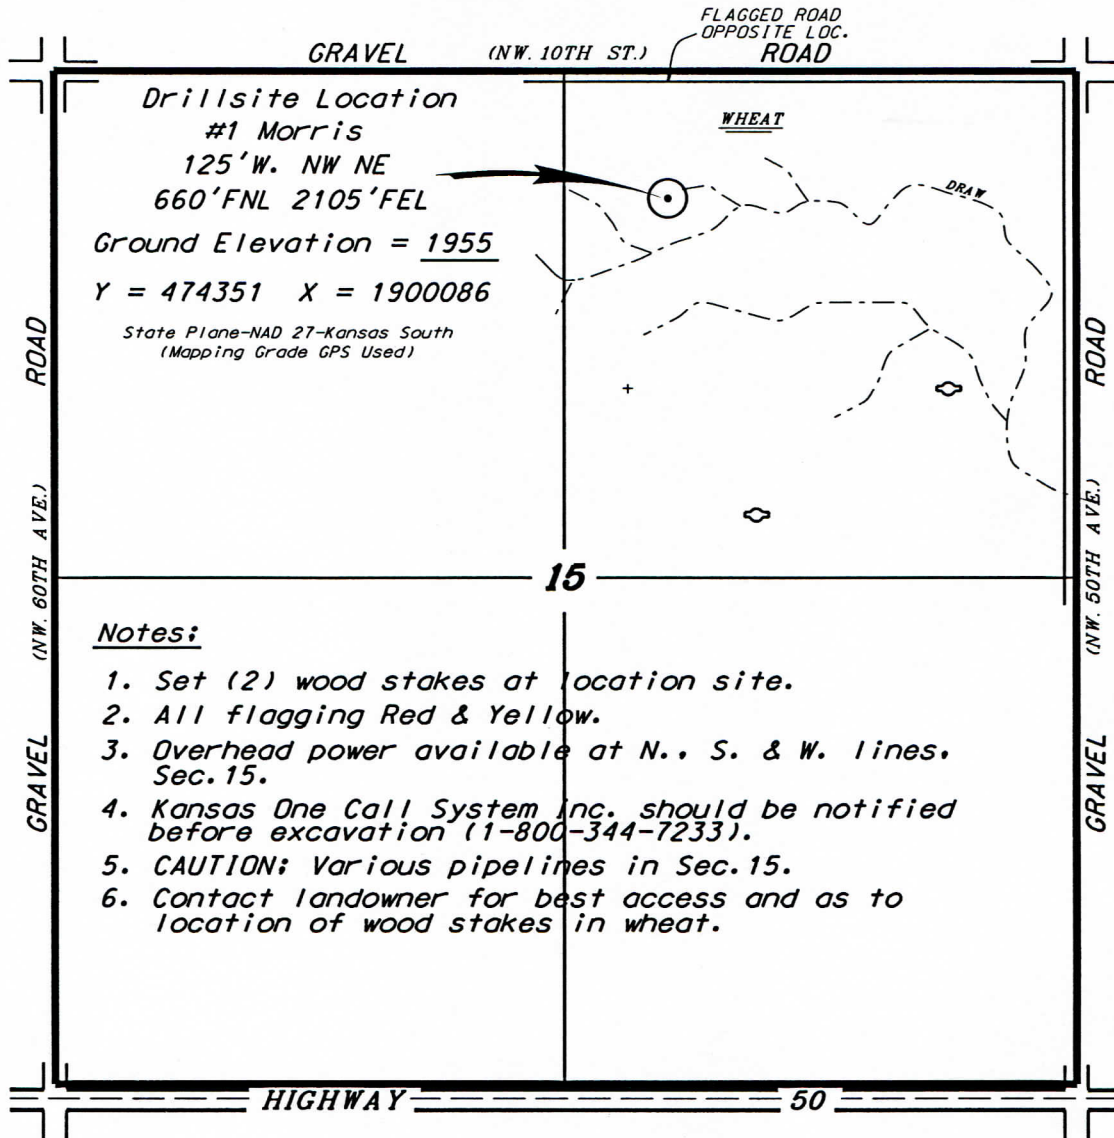 FLAGGED ROAD
OPPOSITE LOC.
GRAVEL (NW. 10TH ST.) ROAD
Drillsite Location
#1 Morris
125'W. NW NE
660'FNL 2105'FEL
Ground Elevation = 1955
Y = 474351 X = 1900086
State Plane-NAD 27-Kansas South
(Mapping Grade GPS Used)
WHEAT
DRAW
ROAD
(NW. 60TH AVE.)
GRAVEL
ROAD
(NW. 50TH AVE.)
GRAVEL
15
Notes:
1. Set (2) wood stakes at location site.
2. All flagging Red & Yellow.
3. Overhead power available at N., S. & W. lines,
Sec.15.
4. Kansas One Call System inc. should be notified
before excavation (1-800-344-7233).
5. CAUTION: Various pipelines in Sec.15.
6. Contact landowner for best access and as to
location of wood stakes in wheat.
HIGHWAY 50